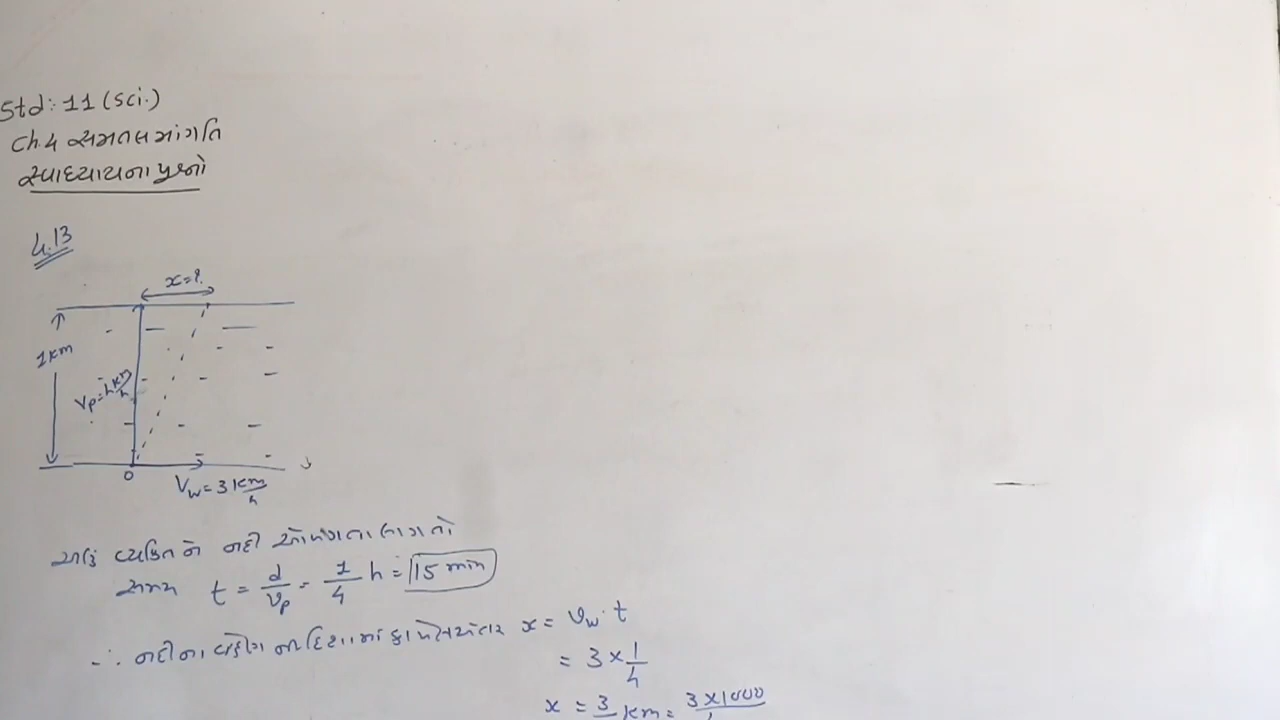 Std: 11 (Sci.)
Ch.4 સમતલમાં ગતિ
સ્વાધ્યાયના પ્રશ્નો
4.13
x=?
1km
Vp=4km/h
0
Vw=3km/h
વ્યક્તિને નદી ઓળંગતા લાગતો
સમય t = d/vp = 1/4 h = 15 min
∴ નદીના વહેણની દિશામાં કાપેલ અંતર x = vw·t
= 3×1/4
x = 3/ km = 3×1000/